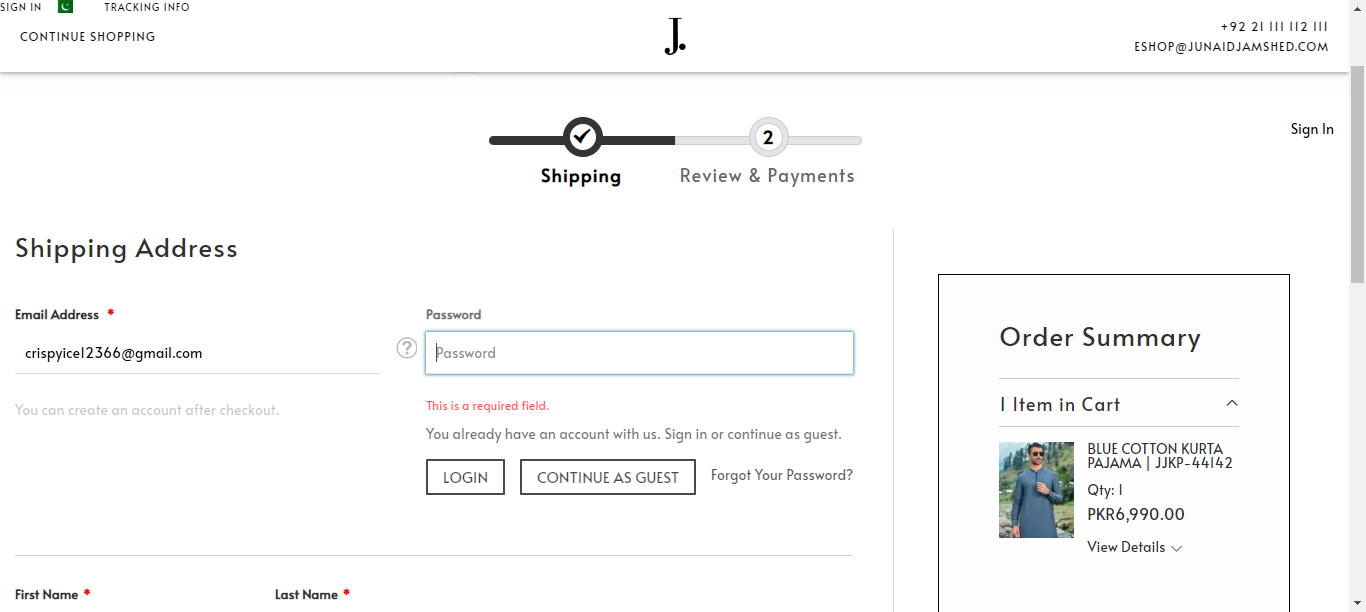 SIGN IN
TRACKING INFO
CONTINUE SHOPPING
J.
+92 21 111 112 111
ESHOP@JUNAIDJAMSHED.COM
Sign In
2
Shipping
Review & Payments
Shipping Address
Email Address *
crispyice12366@gmail.com
You can create an account after checkout.
?
Password
Password
This is a required field.
You already have an account with us. Sign in or continue as guest.
LOGIN
CONTINUE AS GUEST
Forgot Your Password?
First Name *
Last Name *
Order Summary
1 Item in Cart
BLUE COTTON KURTA
PAJAMA | JJKP-44142
Qty: 1
PKR6,990.00
View Details